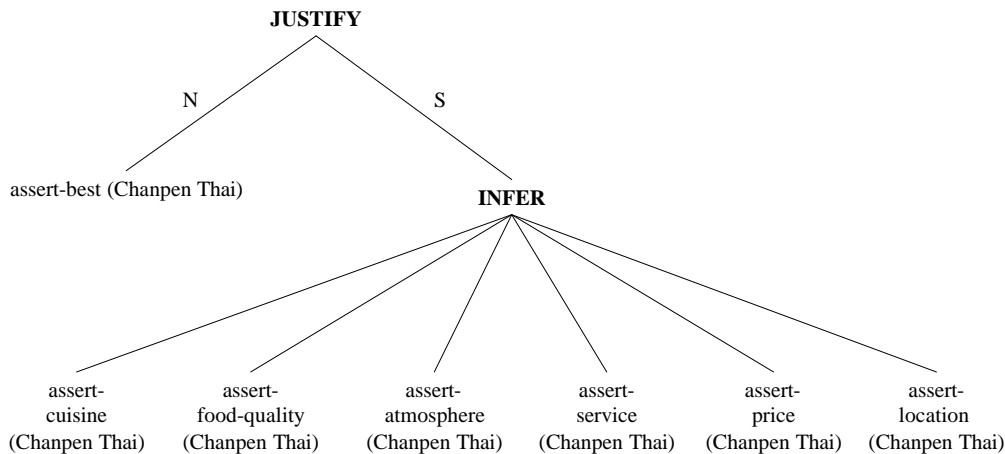 JUSTIFY
N
S
assert-best (Chanpen Thai)
INFER
assert-
cuisine
(Chanpen Thai)
assert-
food-quality
(Chanpen Thai)
assert-
atmosphere
(Chanpen Thai)
assert-
service
(Chanpen Thai)
assert-
price
(Chanpen Thai)
assert-
location
(Chanpen Thai)